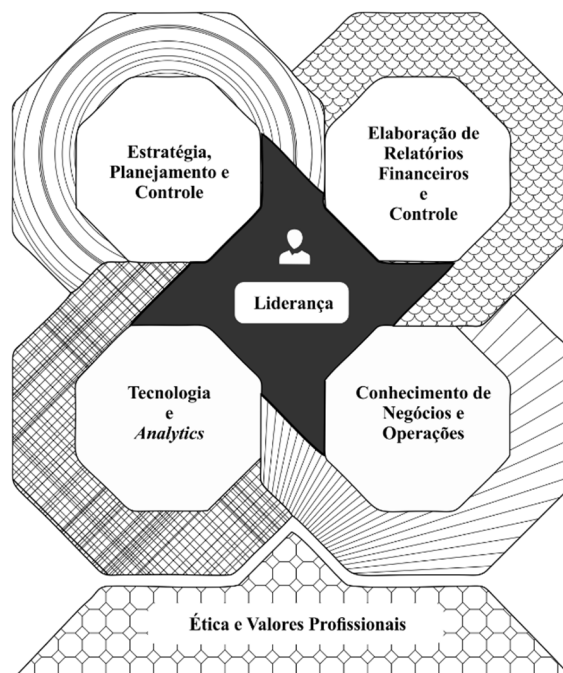 Estratégia,
Planejamento e
Controle
Elaboração de
Relatórios
Financeiros
e
Controle
Liderança
Tecnologia
e
Analytics
Conhecimento de
Negócios e
Operações
Ética e Valores Profissionais